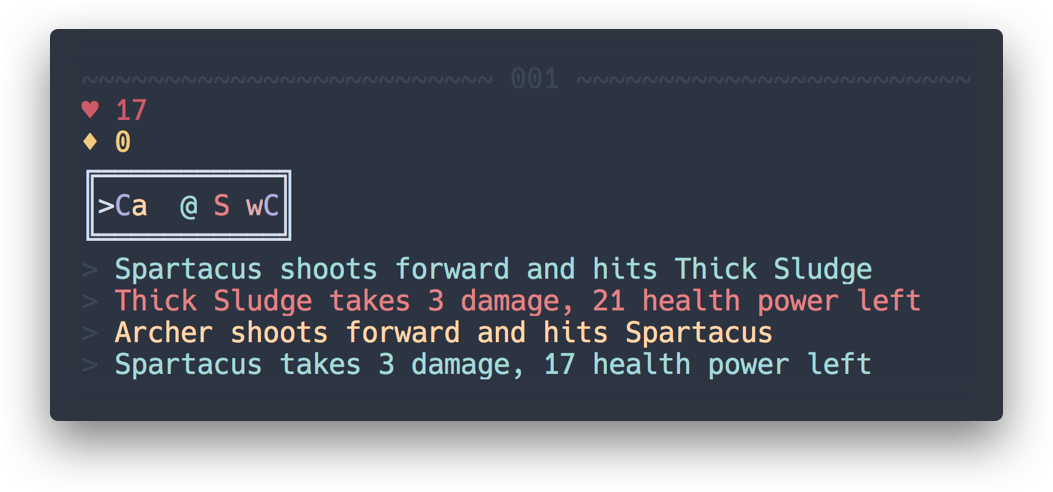 ~~~~~~~~~~~~~~~~~~~~~~~~~ 001 ~~~~~~~~~~~~~~~~~~~~~~~~
♥ 17
♦ 0
>Ca  @ S wC
> Spartacus shoots forward and hits Thick Sludge
> Thick Sludge takes 3 damage, 21 health power left
> Archer shoots forward and hits Spartacus
> Spartacus takes 3 damage, 17 health power left